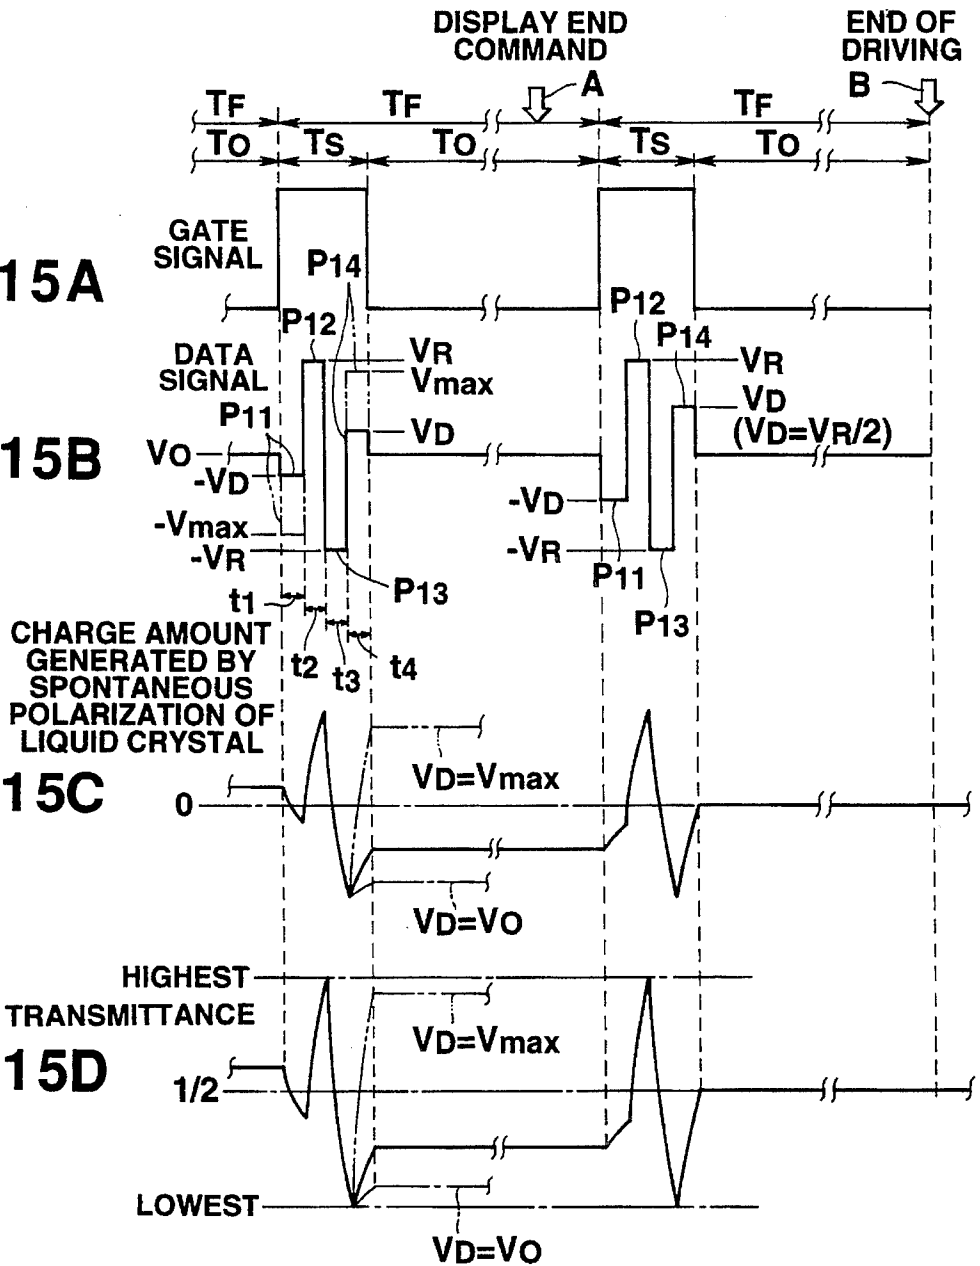 DISPLAY END
COMMAND
A
END OF
DRIVING
B
TF
TF
TF
TO
TS
TO
TS
TO
GATE
SIGNAL
15A
P14
P12
P12
P14
DATA
SIGNAL
P11
15B
VR
Vmax
VD
VO
-VD
-Vmax
-VR
VR
VD
(VD=VR/2)
-VD
-VR
P11
P13
P13
t1
t2
t3
t4
CHARGE AMOUNT
GENERATED BY
SPONTANEOUS
POLARIZATION OF
LIQUID CRYSTAL
15C
0
VD=Vmax
VD=VO
HIGHEST
TRANSMITTANCE
15D
1/2
VD=Vmax
LOWEST
VD=VO